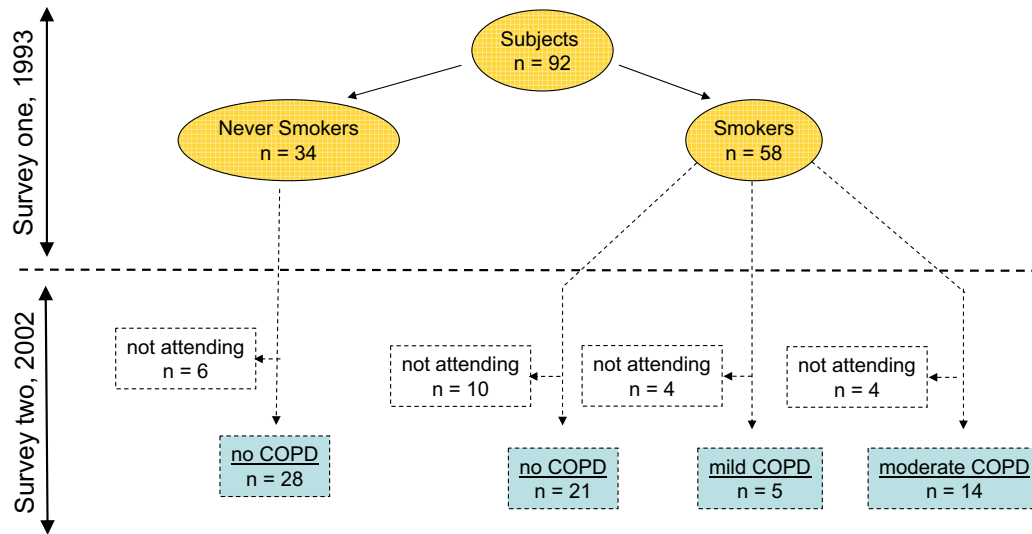 Survey one, 1993
Subjects
n = 92
Never Smokers
n = 34
Smokers
n = 58
Survey two, 2002
not attending
n = 6
not attending
n = 10
not attending
n = 4
not attending
n = 4
no COPD
n = 28
no COPD
n = 21
mild COPD
n = 5
moderate COPD
n = 14